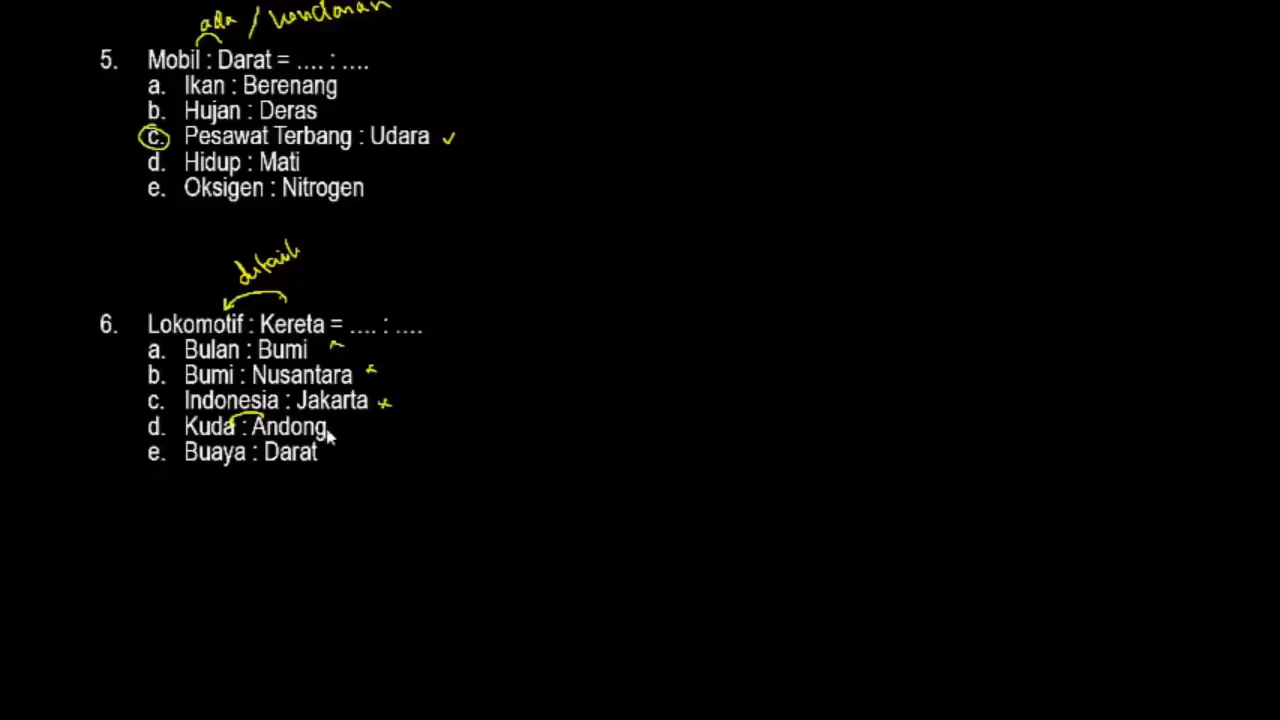 ada / kendaraan
5. Mobil : Darat = .... : ....
a. Ikan : Berenang
b. Hujan : Deras
c. Pesawat Terbang : Udara
d. Hidup : Mati
e. Oksigen : Nitrogen
ditarik
6. Lokomotif : Kereta = .... : ....
a. Bulan : Bumi
b. Bumi : Nusantara
c. Indonesia : Jakarta
d. Kuda : Andong
e. Buaya : Darat